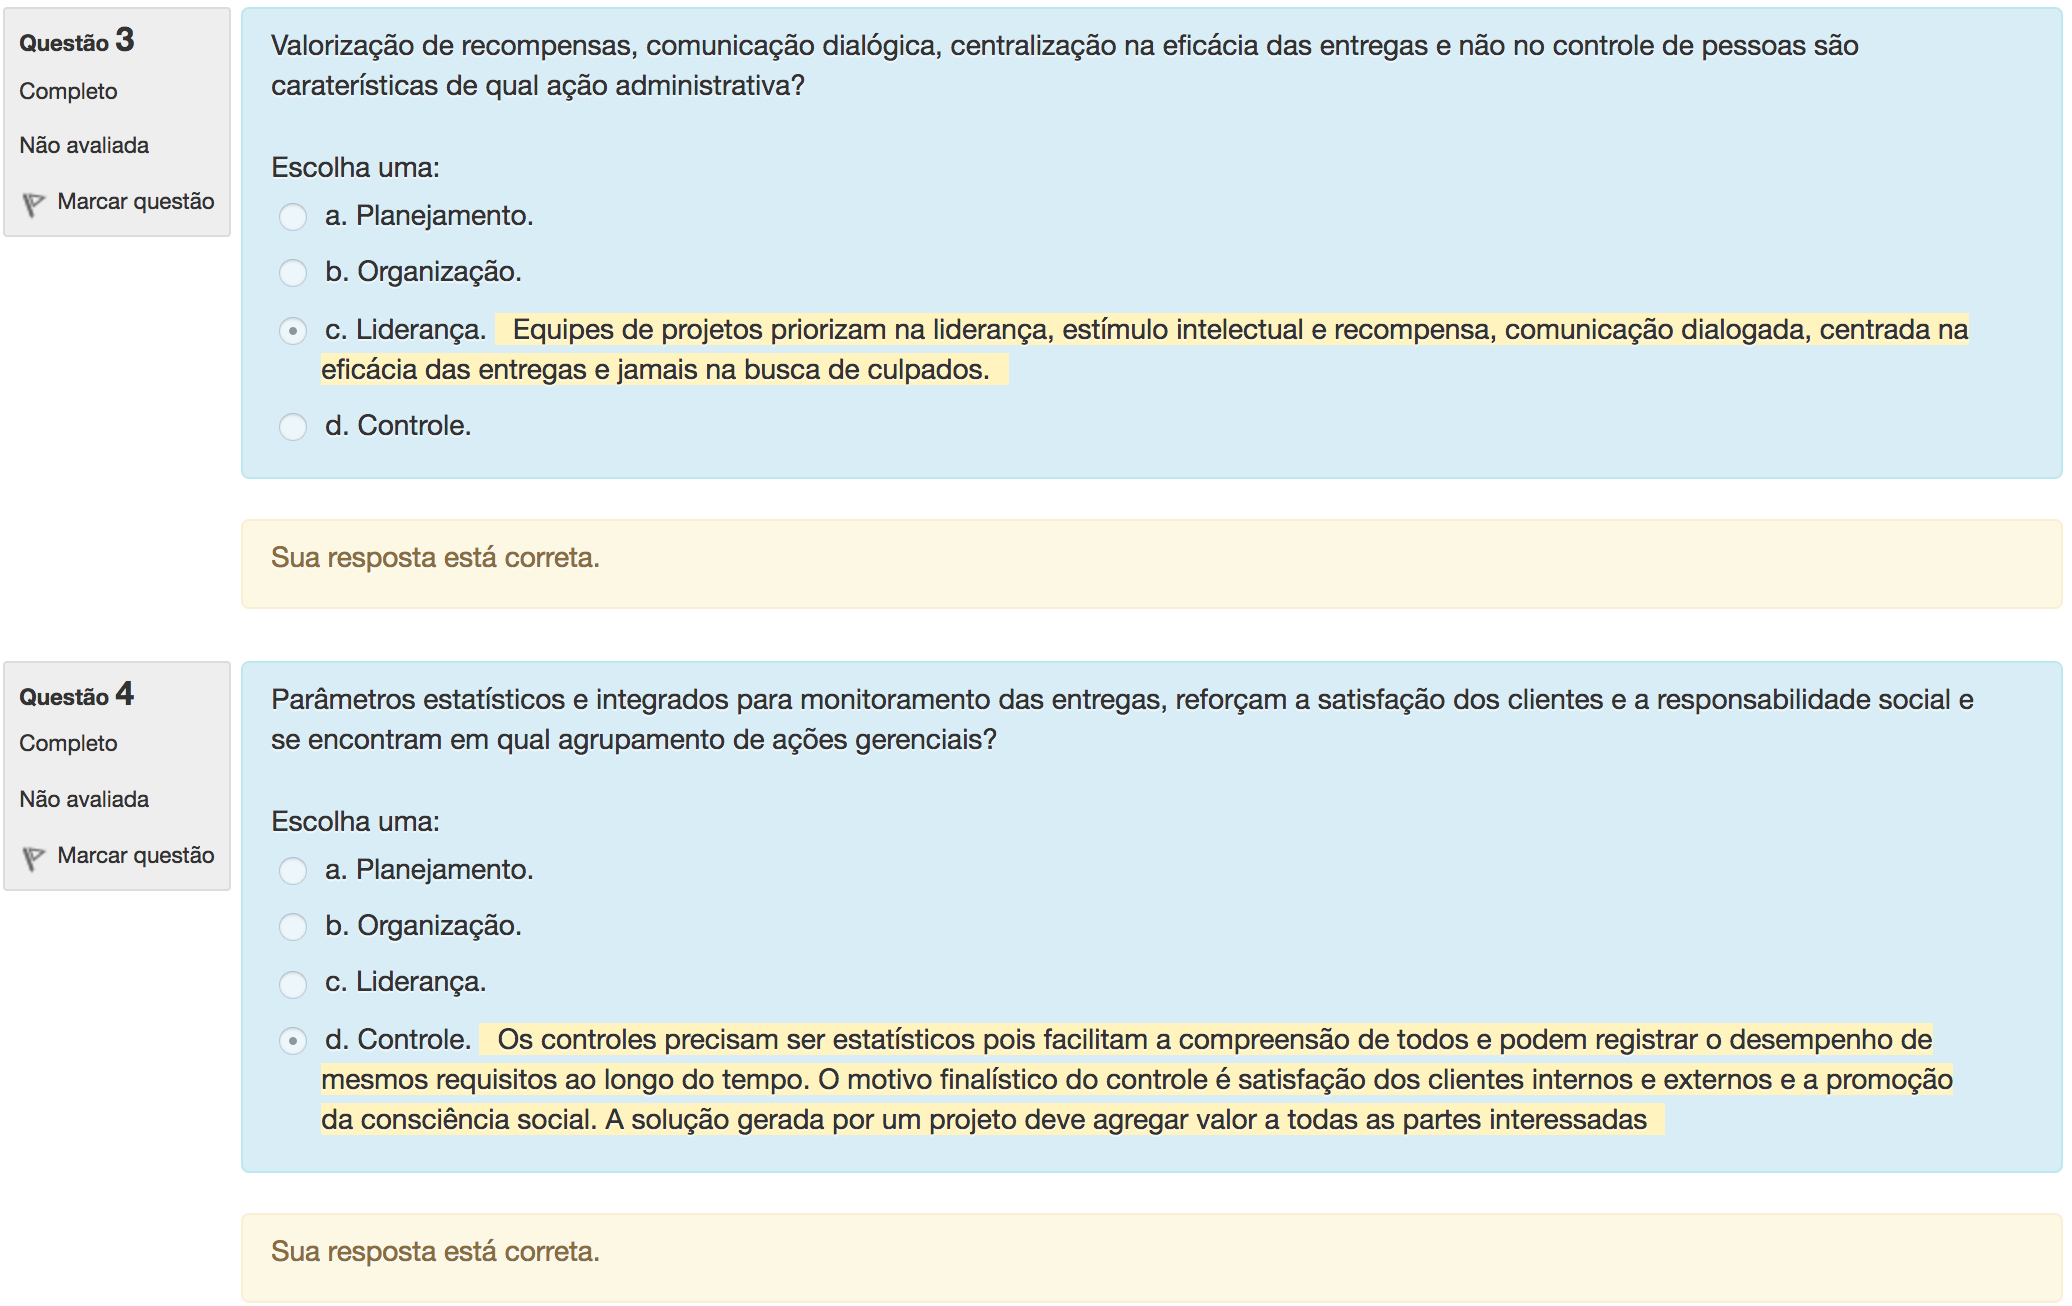 Questão 3
Completo
Não avaliada
Marcar questão
Valorização de recompensas, comunicação dialógica, centralização na eficácia das entregas e não no controle de pessoas são
caraterísticas de qual ação administrativa?
Escolha uma:
a. Planejamento.
b. Organização.
c. Liderança. Equipes de projetos priorizam na liderança, estímulo intelectual e recompensa, comunicação dialogada, centrada na
eficácia das entregas e jamais na busca de culpados.
d. Controle.
Sua resposta está correta.
Questão 4
Completo
Não avaliada
Marcar questão
Parâmetros estatísticos e integrados para monitoramento das entregas, reforçam a satisfação dos clientes e a responsabilidade social e
se encontram em qual agrupamento de ações gerenciais?
Escolha uma:
a. Planejamento.
b. Organização.
c. Liderança.
d. Controle. Os controles precisam ser estatísticos pois facilitam a compreensão de todos e podem registrar o desempenho de
mesmos requisitos ao longo do tempo. O motivo finalístico do controle é satisfação dos clientes internos e externos e a promoção
da consciência social. A solução gerada por um projeto deve agregar valor a todas as partes interessadas
Sua resposta está correta.